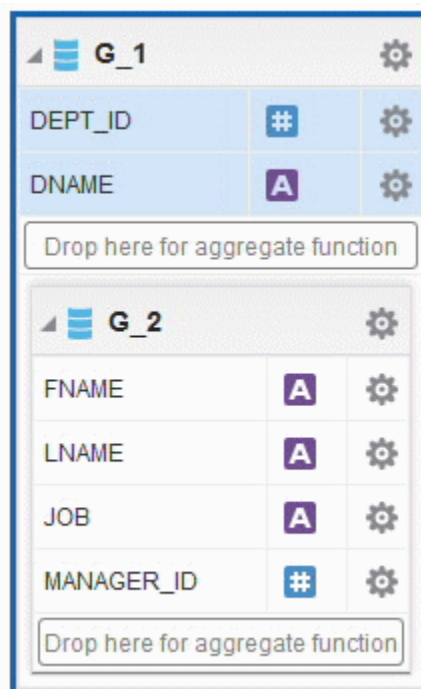 G_1
DEPT_ID #
DNAME A
Drop here for aggregate function
G_2
FNAME A
LNAME A
JOB A
MANAGER_ID #
Drop here for aggregate function